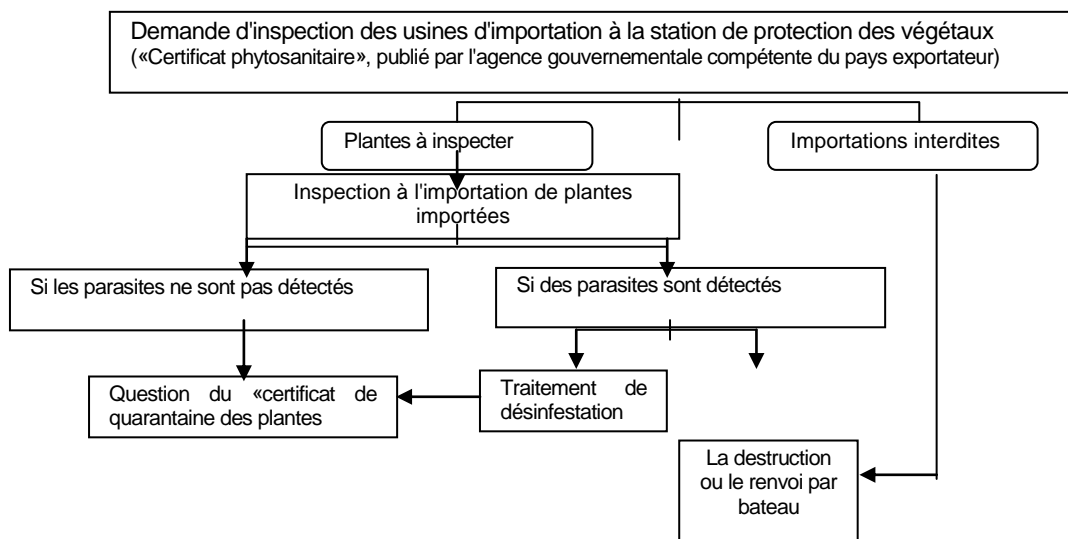 Demande d'inspection des usines d'importation à la station de protection des végétaux
(«Certificat phytosanitaire», publié par l'agence gouvernementale compétente du pays exportateur)
Plantes à inspecter
Importations interdites
Inspection à l'importation de plantes
importées
Si les parasites ne sont pas détectés
Si des parasites sont détectés
Question du «certificat de
quarantaine des plantes
Traitement de
désinfestation
La destruction
ou le renvoi par
bateau